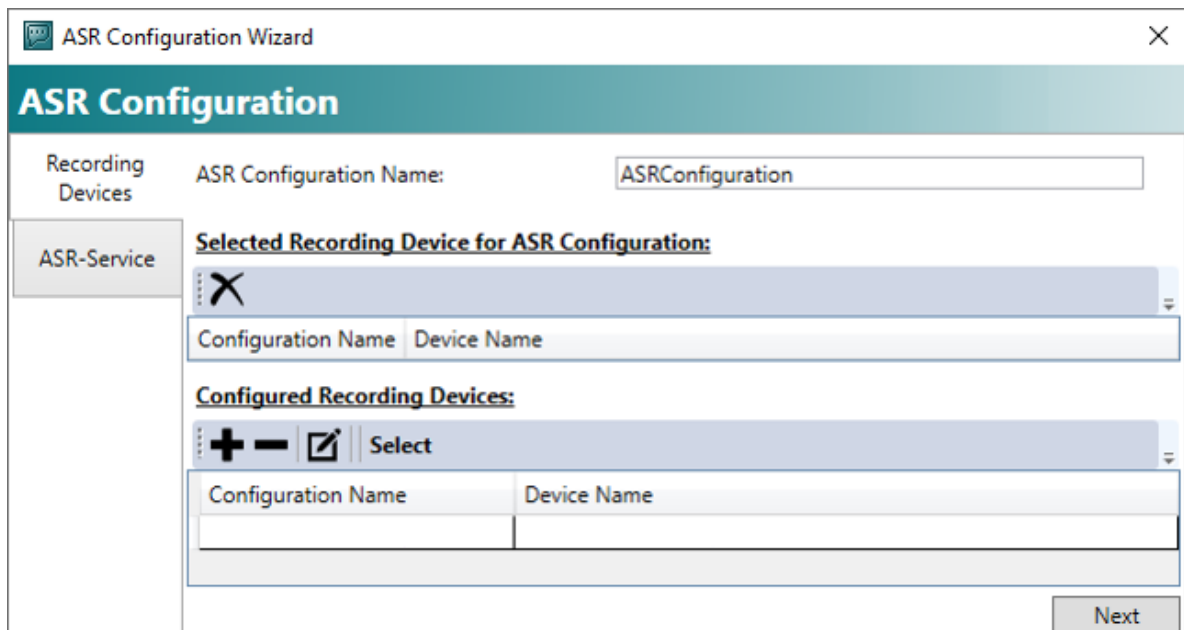 ASR Configuration Wizard
ASR Configuration
Recording
Devices
ASR-Service
ASR Configuration Name: ASRConfiguration
Selected Recording Device for ASR Configuration:
Configuration Name Device Name
Configured Recording Devices:
Select
Configuration Name Device Name
Next